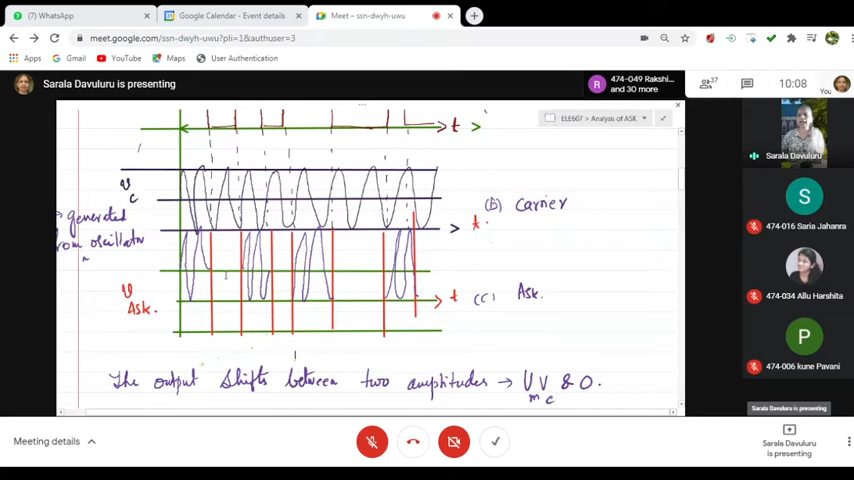 (7) WhatsApp
Google Calendar - Event details
Meet – ssn-dwyh-uwu
meet.google.com/ssn-dwyh-uwu?pli=1&authuser=3
Apps
Gmail
YouTube
Maps
User Authentication
Sarala Davuluru is presenting
R
474-049 Rakshi...
and 30 more
37
10:08
You
t
ELE607 > Analysis of ASK
V
c
(b) Carrier
generated
from oscillator
t.
V
Ask.
t
(c) Ask.
The output shifts between two amplitudes → V V & 0.
m c
Sarala Davuluru
S
474-016 Saria Jahanra
474-034 Allu Harshita
P
474-006 kune Pavani
Sarala Davuluru is presenting
Meeting details
Sarala Davuluru
is presenting